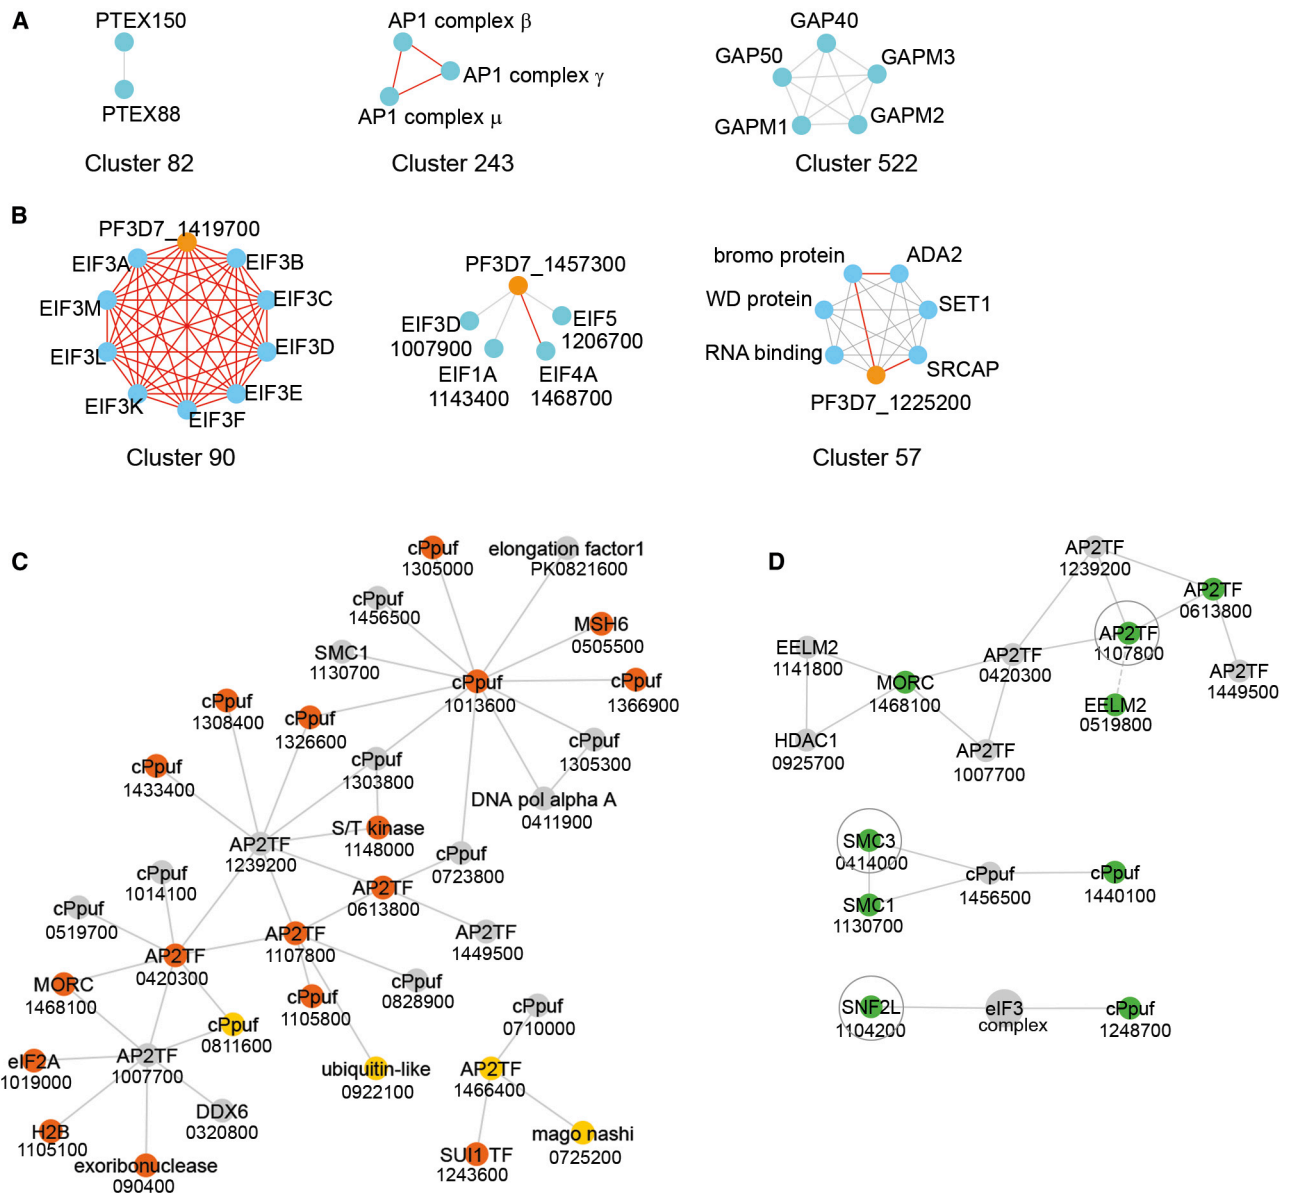 A
PTEX150
PTEX88
Cluster 82
AP1 complex β
AP1 complex γ
AP1 complex μ
Cluster 243
GAP40
GAP50
GAPM3
GAPM1
GAPM2
Cluster 522
B
PF3D7_1419700
EIF3A
EIF3B
EIF3M
EIF3C
EIF3L
EIF3D
EIF3K
EIF3E
EIF3F
Cluster 90
PF3D7_1457300
EIF3D
1007900
EIF5
1206700
EIF1A
1143400
EIF4A
1468700
bromo protein
ADA2
WD protein
SET1
RNA binding
SRCAP
PF3D7_1225200
Cluster 57
C
cPpuf
1305000
elongation factor1
PK0821600
cPpuf
1456500
MSH6
0505500
SMC1
1130700
cPpuf
1013600
cPpuf
1366900
cPpuf
1308400
cPpuf
1326600
cPpuf
1303800
cPpuf
1305300
cPpuf
1433400
DNA pol alpha A
0411900
S/T kinase
1148000
AP2TF
1239200
cPpuf
0723800
cPpuf
1014100
AP2TF
0613800
cPpuf
0519700
AP2TF
1107800
AP2TF
1449500
AP2TF
0420300
MORC
1468100
cPpuf
0828900
cPpuf
1105800
cPpuf
0710000
cPpuf
0811600
eIF2A
1019000
AP2TF
1007700
ubiquitin-like
0922100
AP2TF
1466400
DDX6
0320800
H2B
1105100
exoribonuclease
090400
SUI1 TF
1243600
mago nashi
0725200
D
AP2TF
1239200
AP2TF
0613800
EELM2
1141800
AP2TF
0420300
AP2TF
1107800
AP2TF
1449500
MORC
1468100
EELM2
0519800
HDAC1
0925700
AP2TF
1007700
SMC3
0414000
cPpuf
1456500
cPpuf
1440100
SMC1
1130700
SNF2L
1104200
eIF3
complex
cPpuf
1248700